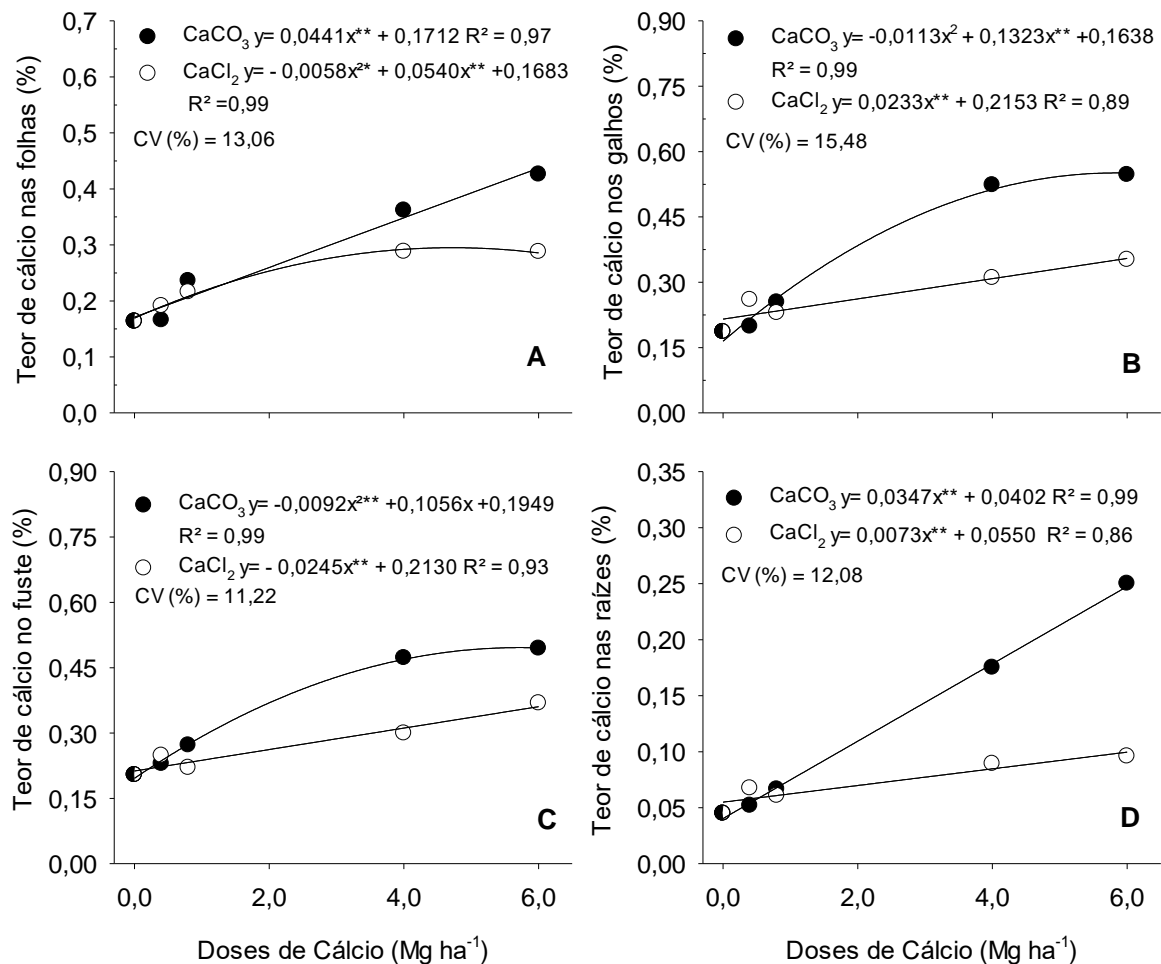 0,7
0,6
0,5
0,4
0,3
0,2
0,1
0,0
Teor de cálcio nas folhas (%)
CaCO₃ y= 0,0441x** + 0,1712 R² = 0,97
CaCl₂ y= - 0,0058x²* + 0,0540x** +0,1683
R² =0,99
CV (%) = 13,06
A
0,90
0,75
0,60
0,45
0,30
0,15
0,00
Teor de cálcio nos galhos (%)
CaCO₃ y= -0,0113x² + 0,1323x** +0,1638
R² = 0,99
CaCl₂ y= 0,0233x** + 0,2153 R² = 0,89
CV (%) = 15,48
B
0,90
0,75
0,60
0,45
0,30
0,15
0,00
Teor de cálcio no fuste (%)
CaCO₃ y= -0,0092x²** +0,1056x +0,1949
R² = 0,99
CaCl₂ y= - 0,0245x** + 0,2130 R² = 0,93
CV (%) = 11,22
C
0,0 2,0 4,0 6,0
Doses de Cálcio (Mg ha⁻¹)
0,35
0,30
0,25
0,20
0,15
0,10
0,05
0,00
Teor de cálcio nas raízes (%)
CaCO₃ y= 0,0347x** + 0,0402 R² = 0,99
CaCl₂ y= 0,0073x** + 0,0550 R² = 0,86
CV (%) = 12,08
D
0,0 2,0 4,0 6,0
Doses de Cálcio (Mg ha⁻¹)